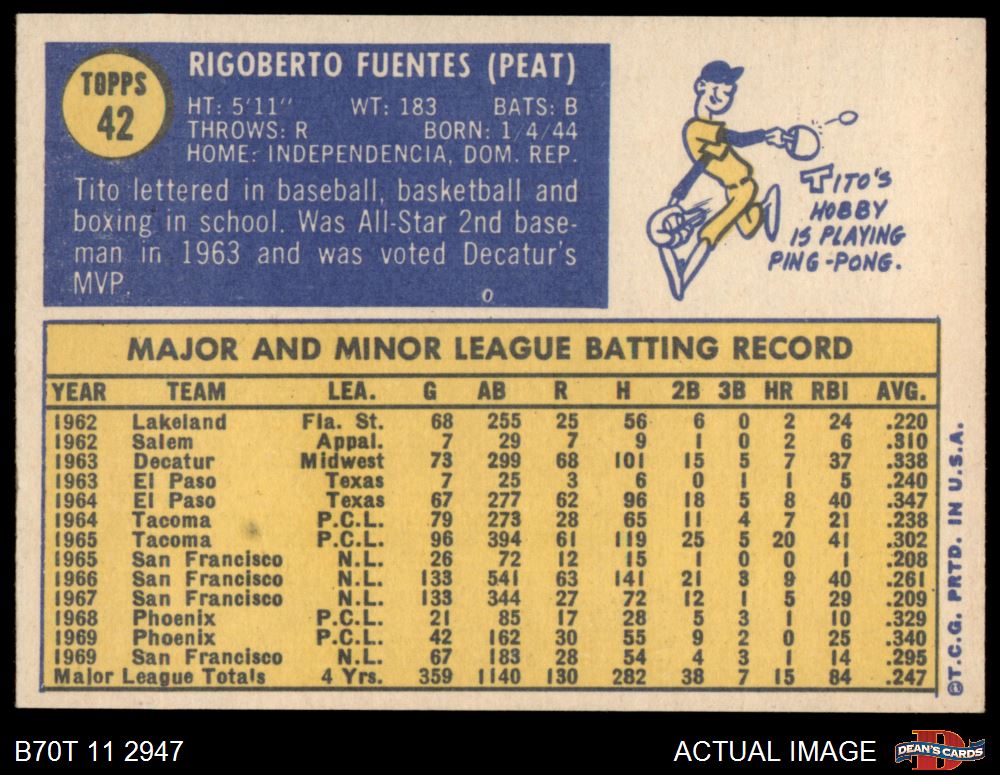 TOPPS
42
RIGOBERTO FUENTES (PEAT)
HT: 5'11" WT: 183 BATS: B
THROWS: R BORN: 1/4/44
HOME: INDEPENDENCIA, DOM. REP.
Tito lettered in baseball, basketball and
boxing in school. Was All-Star 2nd base-
man in 1963 and was voted Decatur's
MVP.
0
TITO'S
HOBBY
IS PLAYING
PING-PONG.
MAJOR AND MINOR LEAGUE BATTING RECORD
YEAR TEAM LEA. G AB R H 2B 3B HR RBI AVG.
1962 Lakeland Fla. St. 68 255 25 56 6 0 2 24 .220
1962 Salem Appal. 7 29 7 9 1 0 2 6 .310
1963 Decatur Midwest 73 299 68 101 15 5 7 37 .338
1963 El Paso Texas 7 25 3 6 0 1 1 5 .240
1964 El Paso Texas 67 277 62 96 18 5 8 40 .347
1964 Tacoma P.C.L. 79 273 28 65 11 4 7 21 .238
1965 Tacoma P.C.L. 96 394 61 119 25 5 20 41 .302
1965 San Francisco N.L. 26 72 12 15 1 0 0 1 .208
1966 San Francisco N.L. 133 541 63 141 21 3 9 40 .261
1967 San Francisco N.L. 133 344 27 72 12 1 5 29 .209
1968 Phoenix P.C.L. 21 85 17 28 5 3 1 10 .329
1969 Phoenix P.C.L. 42 162 30 55 9 2 0 25 .340
1969 San Francisco N.L. 67 183 28 54 4 3 1 14 .295
Major League Totals 4 Yrs. 359 1140 130 282 38 7 15 84 .247
©T.C.G. PRTD. IN U.S.A.
B70T 11 2947
ACTUAL IMAGE
D
DEAN'S CARDS